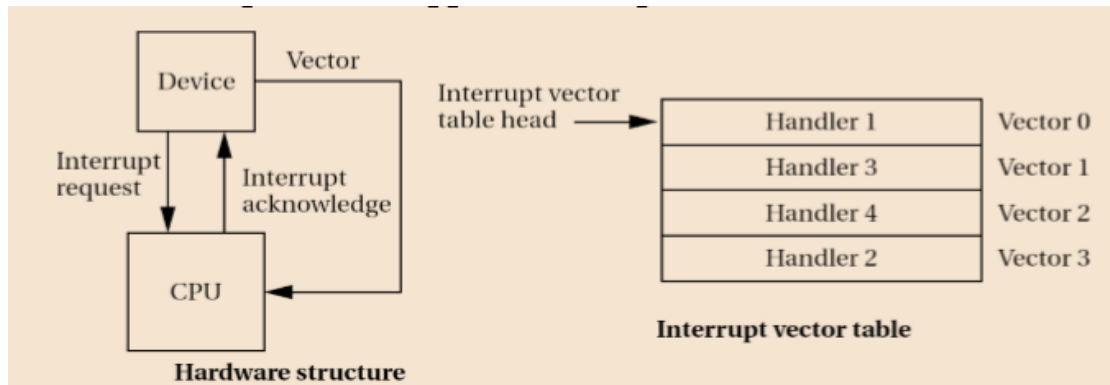 Vector
Device
Interrupt vector
table head
Handler 1
Vector 0
Handler 3
Vector 1
Handler 4
Vector 2
Handler 2
Vector 3
Interrupt
request
Interrupt
acknowledge
CPU
Interrupt vector table
Hardware structure